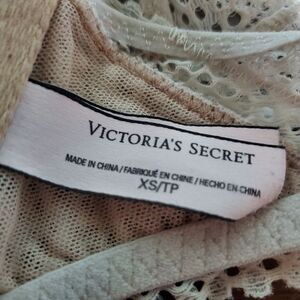 VICTORIA'S SECRET
MADE IN CHINA / FABRIQUÉ EN CHINE / HECHO EN CHINA
XS/TP